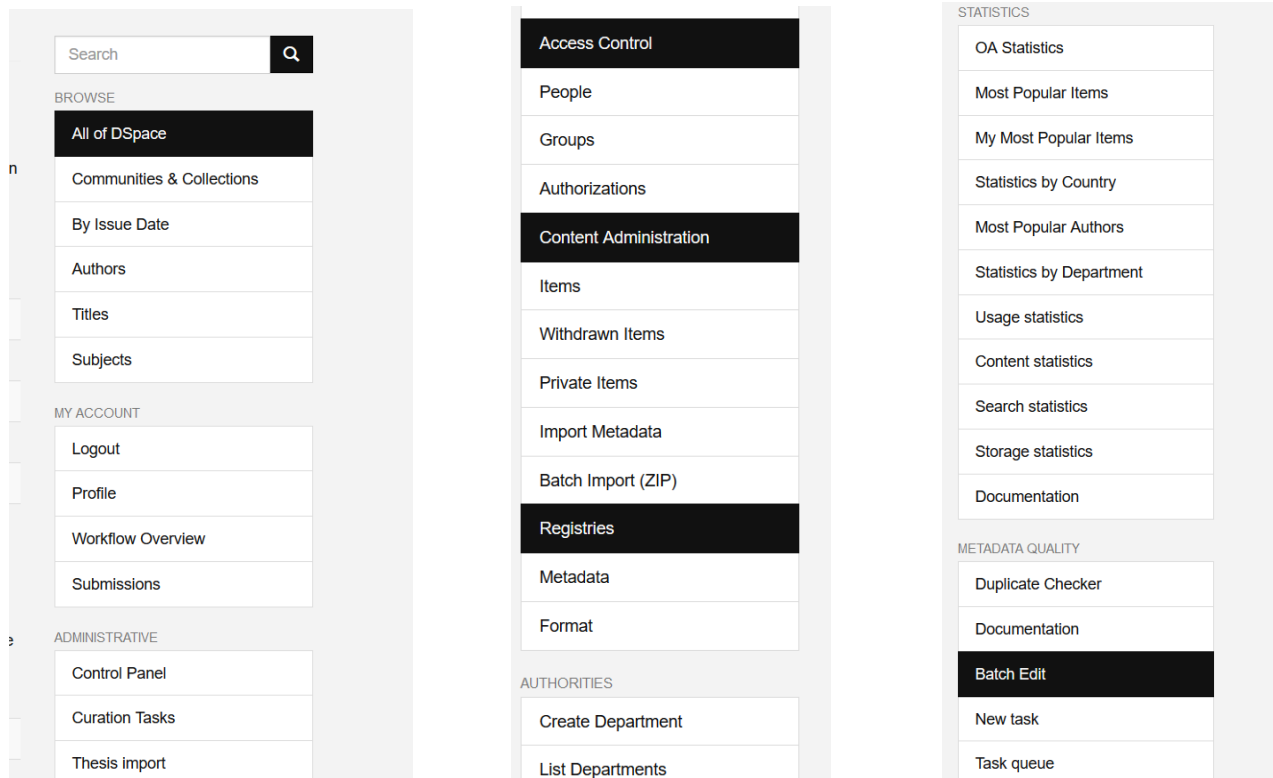 Search
BROWSE
All of DSpace
Communities & Collections
By Issue Date
Authors
Titles
Subjects
MY ACCOUNT
Logout
Profile
Workflow Overview
Submissions
ADMINISTRATIVE
Control Panel
Curation Tasks
Thesis import
Access Control
People
Groups
Authorizations
Content Administration
Items
Withdrawn Items
Private Items
Import Metadata
Batch Import (ZIP)
Registries
Metadata
Format
AUTHORITIES
Create Department
List Departments
STATISTICS
OA Statistics
Most Popular Items
My Most Popular Items
Statistics by Country
Most Popular Authors
Statistics by Department
Usage statistics
Content statistics
Search statistics
Storage statistics
Documentation
METADATA QUALITY
Duplicate Checker
Documentation
Batch Edit
New task
Task queue